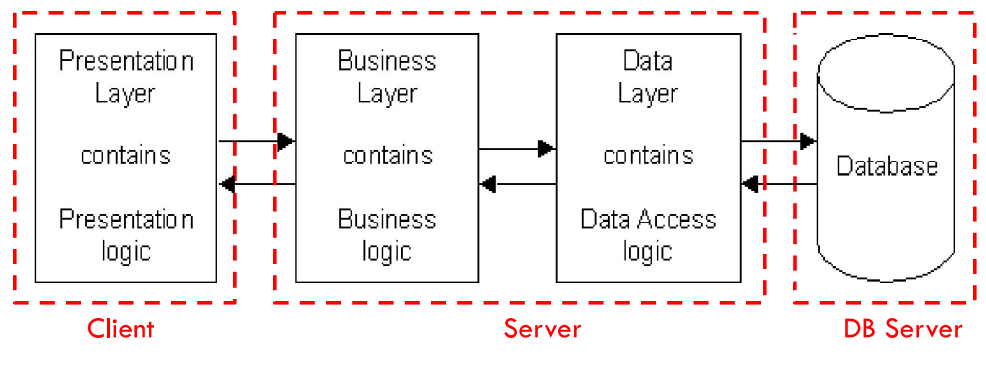 Presentation
Layer
contains
Presentation
logic
Business
Layer
contains
Business
logic
Data
Layer
contains
Data Access
logic
Database
Client
Server
DB Server